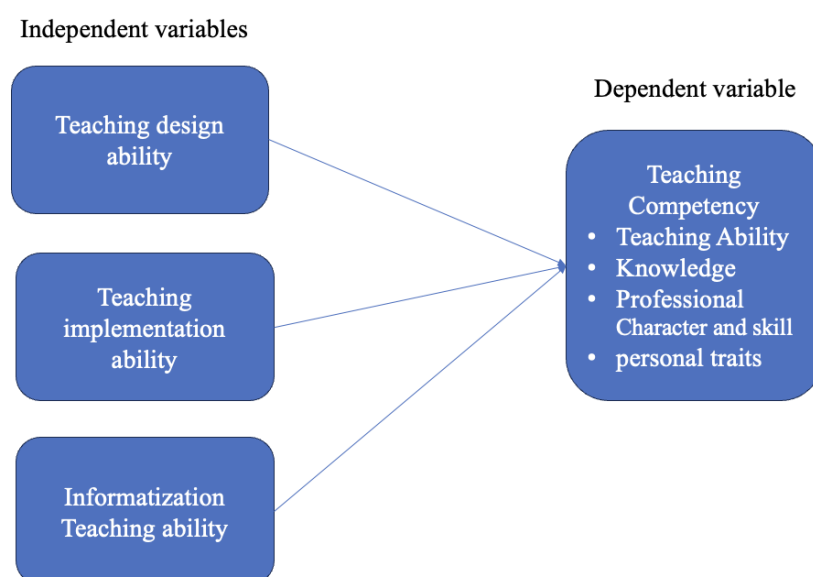 Independent variables
Teaching design
ability
Teaching
implementation
ability
Informatization
Teaching ability
Dependent variable
Teaching
Competency
• Teaching Ability
• Knowledge
• Professional
Character and skill
• personal traits